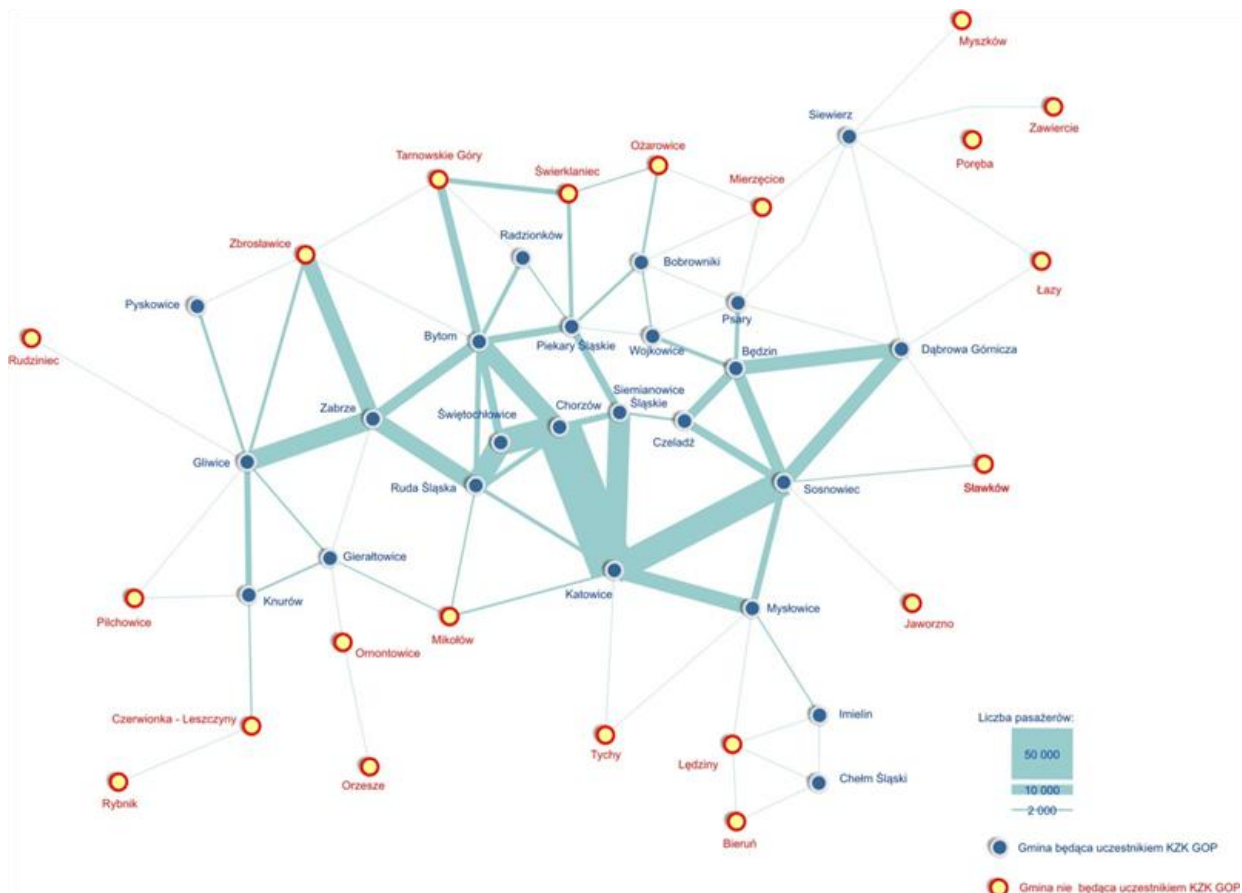 Myszków
Siewierz
Zawiercie
Poręba
Ożarowice
Tarnowskie Góry
Świerklaniec
Mierzęcice
Radzionków
Zbrosławice
Bobrowniki
Łazy
Pyskowice
Psary
Rudziniec
Bytom
Piekary Śląskie
Wojkowice
Będzin
Dąbrowa Górnicza
Siemianowice
Śląskie
Zabrze
Chorzów
Świętochłowice
Czeladź
Gliwice
Ruda Śląska
Sosnowiec
Sławków
Gierałtowice
Katowice
Mysłowice
Knurów
Pilchowice
Mikołów
Jaworzno
Ornontowice
Czerwionka - Leszczyny
Imielin
Liczba pasażerów:
Tychy
Lędziny
50 000
Orzesze
Chełm Śląski
Rybnik
10 000
2 000
Bieruń
Gmina będąca uczestnikiem KZK GOP
Gmina nie będąca uczestnikiem KZK GOP